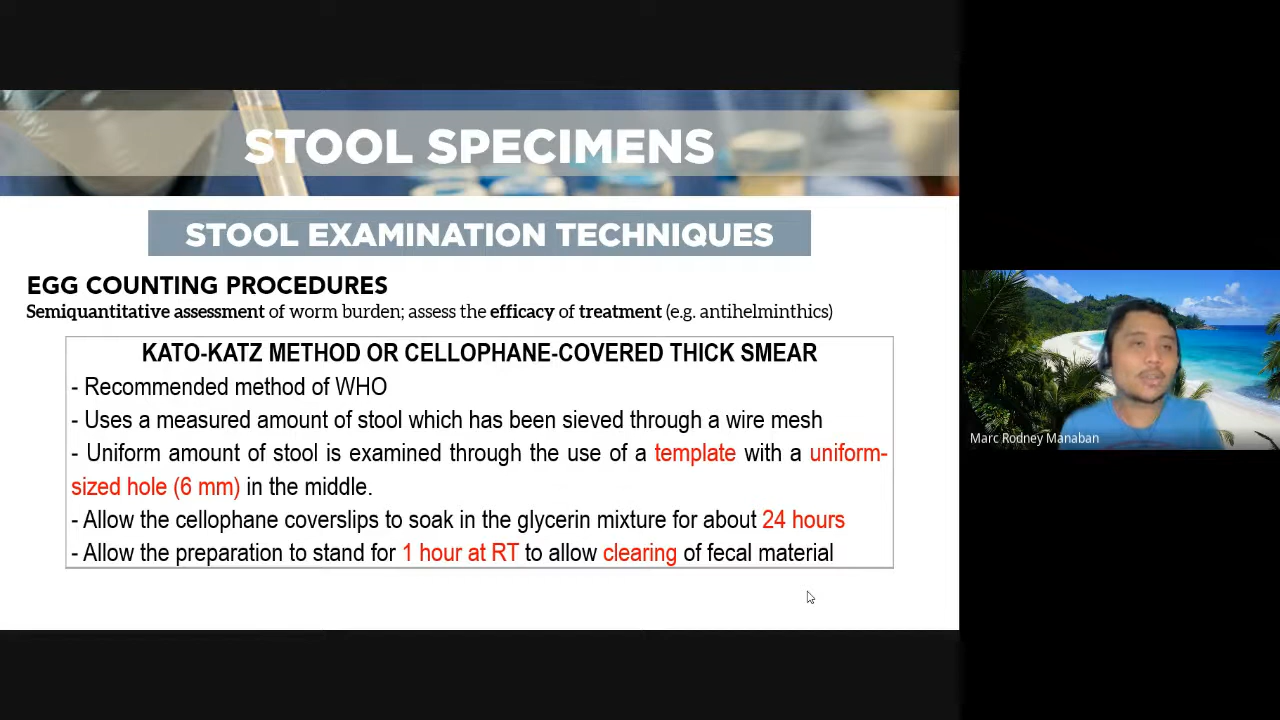 STOOL SPECIMENS
STOOL EXAMINATION TECHNIQUES
EGG COUNTING PROCEDURES
Semiquantitative assessment of worm burden; assess the efficacy of treatment (e.g. antihelminthics)
KATO-KATZ METHOD OR CELLOPHANE-COVERED THICK SMEAR
- Recommended method of WHO
- Uses a measured amount of stool which has been sieved through a wire mesh
- Uniform amount of stool is examined through the use of a template with a uniform-
sized hole (6 mm) in the middle.
- Allow the cellophane coverslips to soak in the glycerin mixture for about 24 hours
- Allow the preparation to stand for 1 hour at RT to allow clearing of fecal material
Marc Rodney Manaban